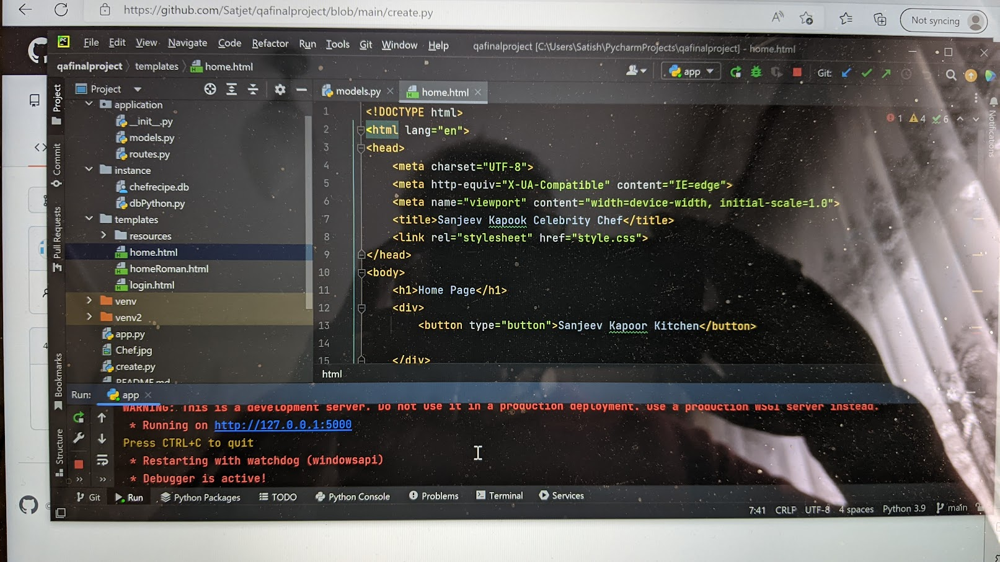 https://github.com/Satjet/qafinalproject/blob/main/create.py
Not syncing
PC File Edit View Navigate Code Refactor Run Tools Git Window Help qafinalproject [C:\Users\Satish\PycharmProjects\qafinalproject] - home.html
qafinalproject templates home.html
app Git:
Project
Project
models.py home.html
application
__init__.py
models.py
routes.py
instance
chefrecipe.db
dbPython.py
templates
resources
home.html
homeRoman.html
login.html
venv
venv2
app.py
Chef.jpg
create.py
README.md
Commit
Pull Requests
Bookmarks
Structure
Notifications
1 4 6
1 <!DOCTYPE html>
2 <html lang="en">
3 <head>
4 <meta charset="UTF-8">
5 <meta http-equiv="X-UA-Compatible" content="IE=edge">
6 <meta name="viewport" content="width=device-width, initial-scale=1.0">
7 <title>Sanjeev Kapook Celebrity Chef</title>
8 <link rel="stylesheet" href="style.css">
9 </head>
10 <body>
11 <h1>Home Page</h1>
12 <div>
13 <button type="button">Sanjeev Kapoor Kitchen</button>
14
15 </div>
html
Run: app
WARNING: This is a development server. Do not use it in a production deployment. Use a production WSGI server instead.
* Running on http://127.0.0.1:5000
Press CTRL+C to quit
* Restarting with watchdog (windowsapi)
* Debugger is active!
Git Run Python Packages TODO Python Console Problems Terminal Services
7:41 CRLF UTF-8 4 spaces Python 3.9 main